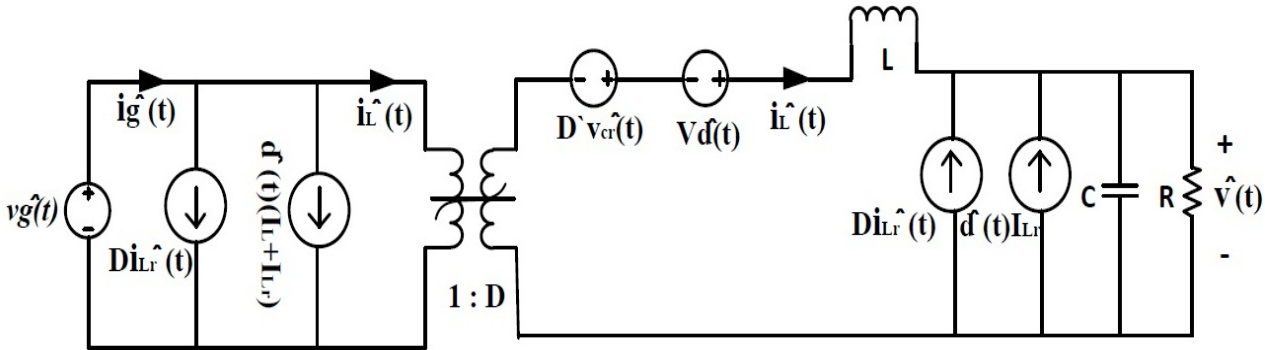 L
ig^(t)
iL^(t)
D`vcr^(t)
Vd^(t)
iL^(t)
vg^(t)
+
-
DiLr^(t)
d^(t)(IL+ILr)
1 : D
DiLr^(t)
d^(t)ILr
C
R
+
v^(t)
-